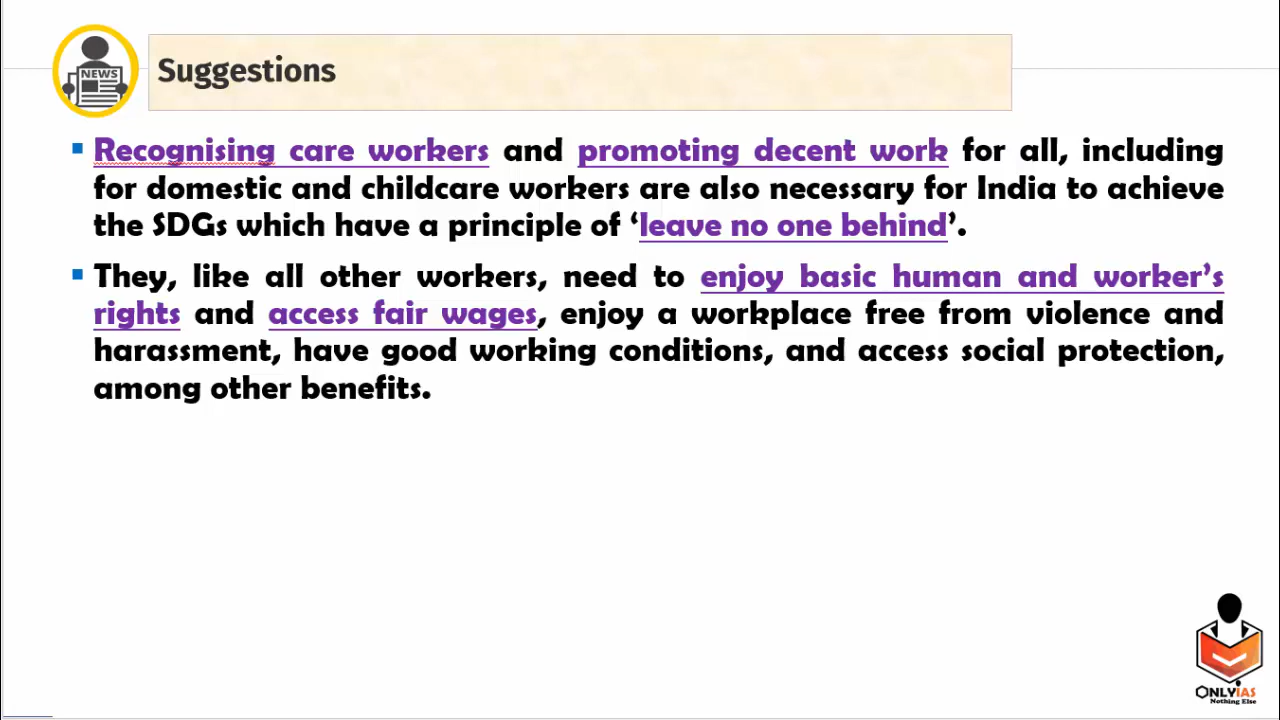 NEWS
Suggestions
Recognising care workers and promoting decent work for all, including
for domestic and childcare workers are also necessary for India to achieve
the SDGs which have a principle of ‘leave no one behind’.
They, like all other workers, need to enjoy basic human and worker’s
rights and access fair wages, enjoy a workplace free from violence and
harassment, have good working conditions, and access social protection,
among other benefits.
ONLYIAS
Nothing Else